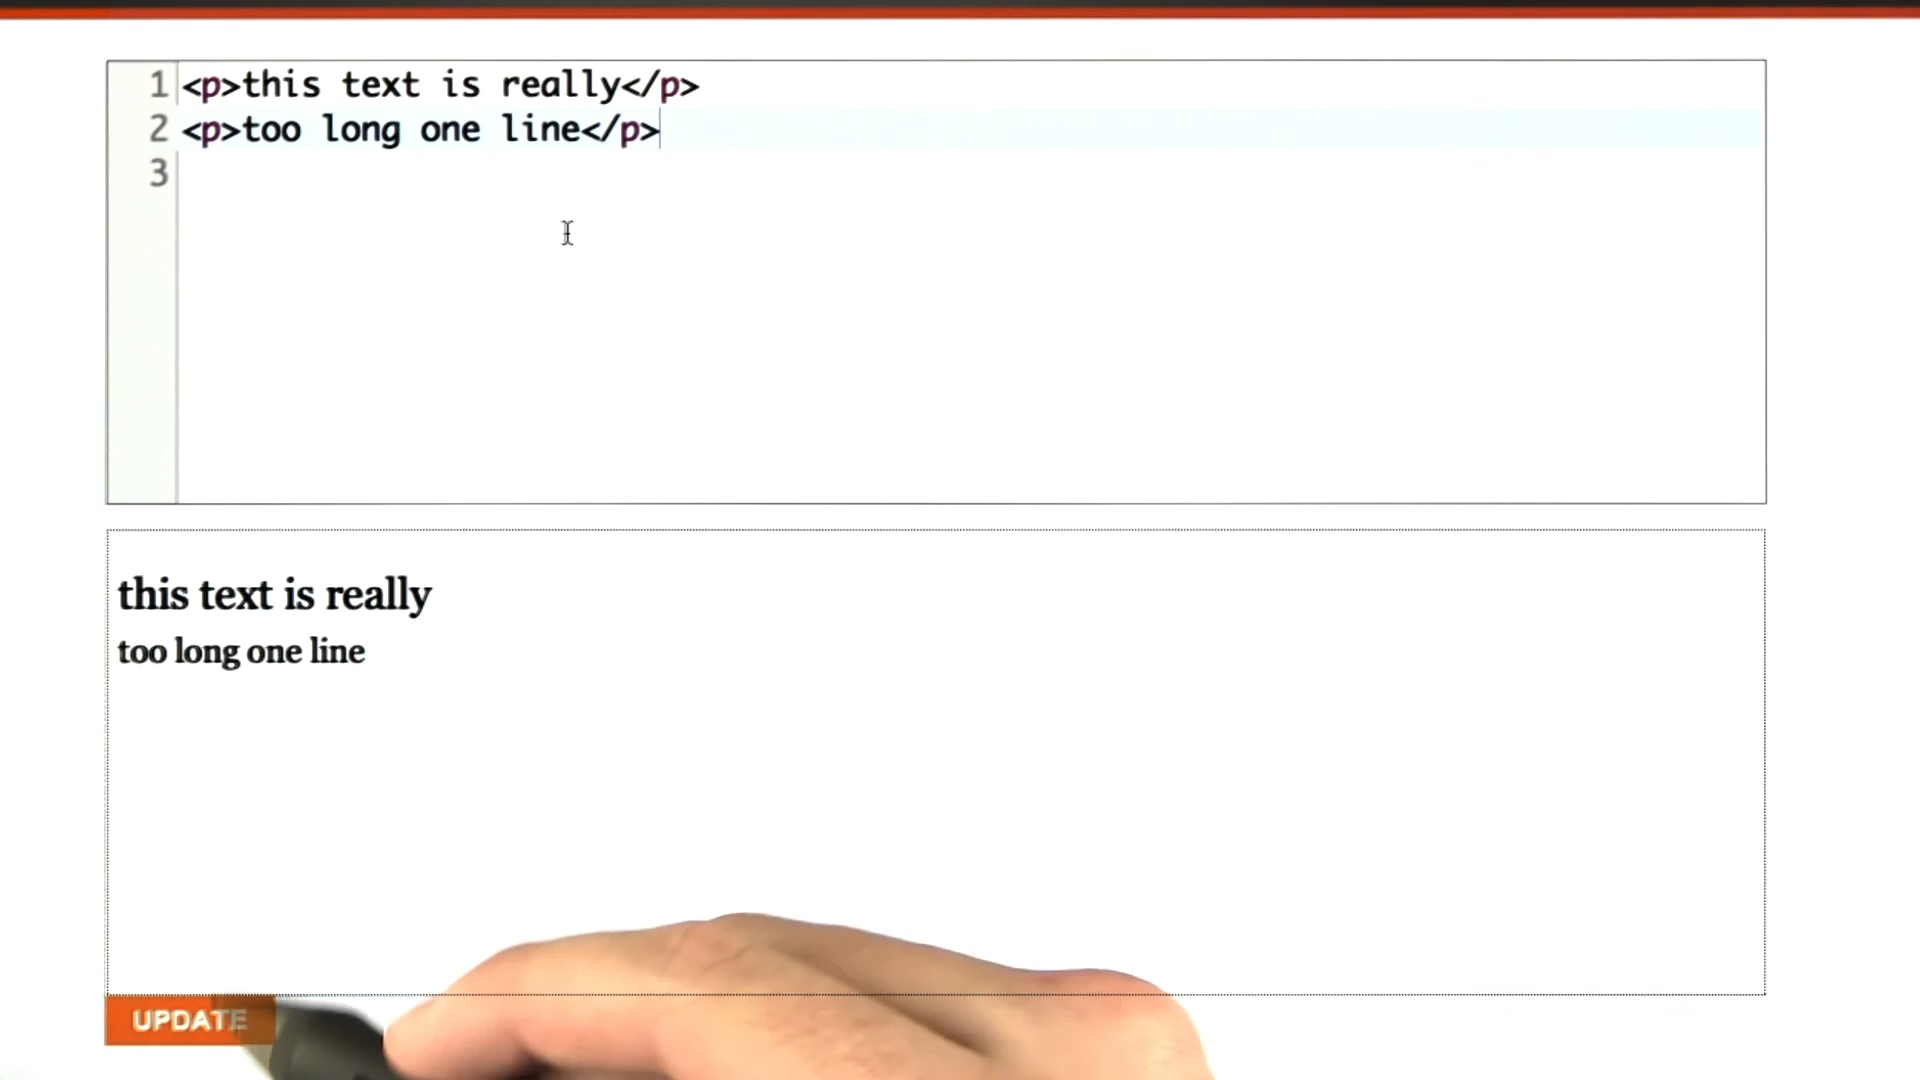 1 <p>this text is really</p>
2 <p>too long one line</p>
3
this text is really
too long one line
UPDATE